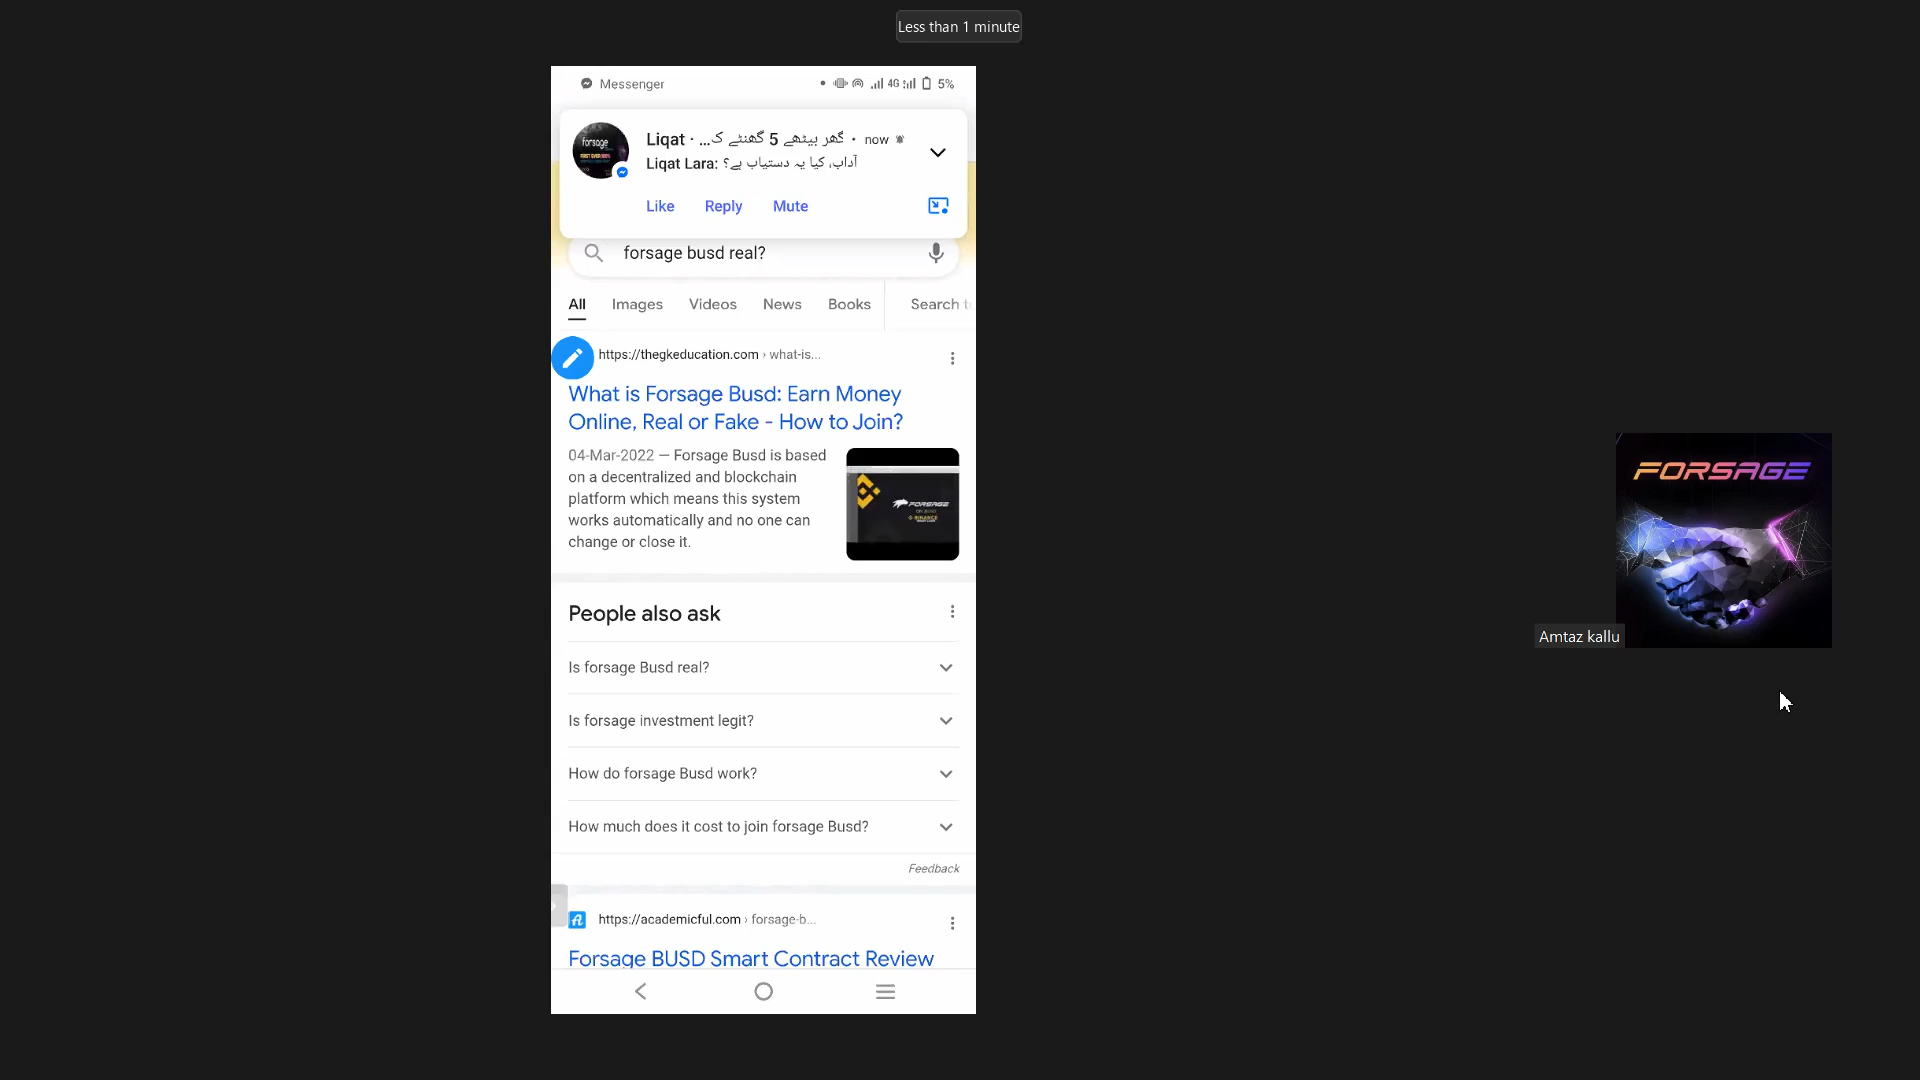 Less than 1 minute
Messenger
4G
5%
Liqat · گھر بیٹھے 5 گھنٹے ک... · now
Liqat Lara: آداب، کیا یہ دستیاب ہے؟
Like Reply Mute
forsage busd real?
All Images Videos News Books Search t
https://thegkeducation.com › what-is...
What is Forsage Busd: Earn Money
Online, Real or Fake - How to Join?
04-Mar-2022 — Forsage Busd is based
on a decentralized and blockchain
platform which means this system
works automatically and no one can
change or close it.
FORSAGE
BINANCE
People also ask
Is forsage Busd real?
Is forsage investment legit?
How do forsage Busd work?
How much does it cost to join forsage Busd?
Feedback
https://academicful.com › forsage-b...
Forsage BUSD Smart Contract Review
FORSAGE
Amtaz kallu
forsage